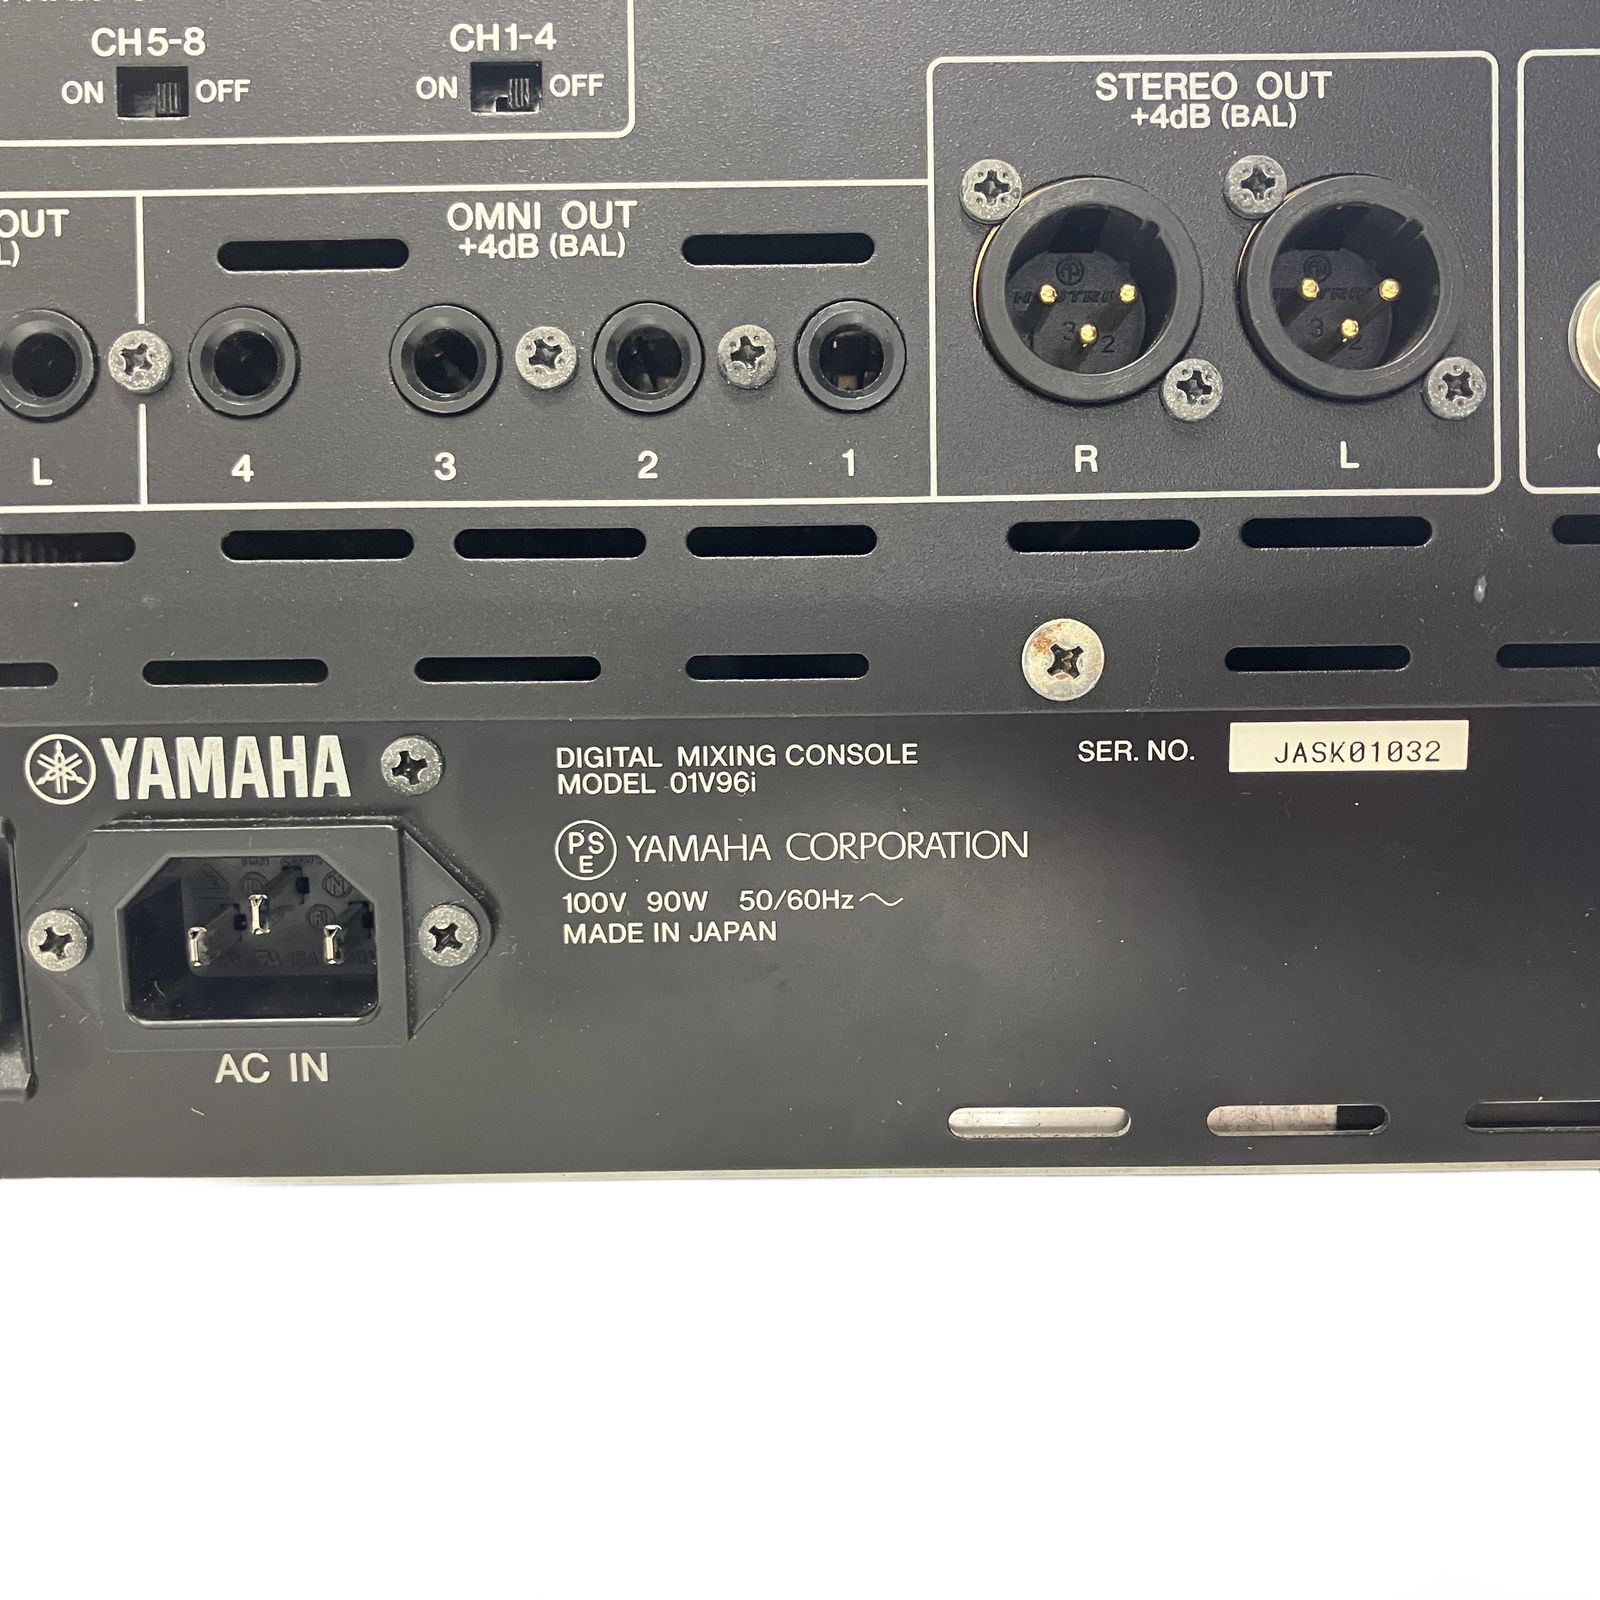 CH5-8
ON OFF
CH1-4
ON OFF
STEREO OUT
+4dB (BAL)
R L
OUT
OMNI OUT
+4dB (BAL)
L 4 3 2 1
YAMAHA
DIGITAL MIXING CONSOLE
MODEL 01V96i
SER. NO. JASK01032
PSE YAMAHA CORPORATION
100V 90W 50/60Hz～
MADE IN JAPAN
AC IN